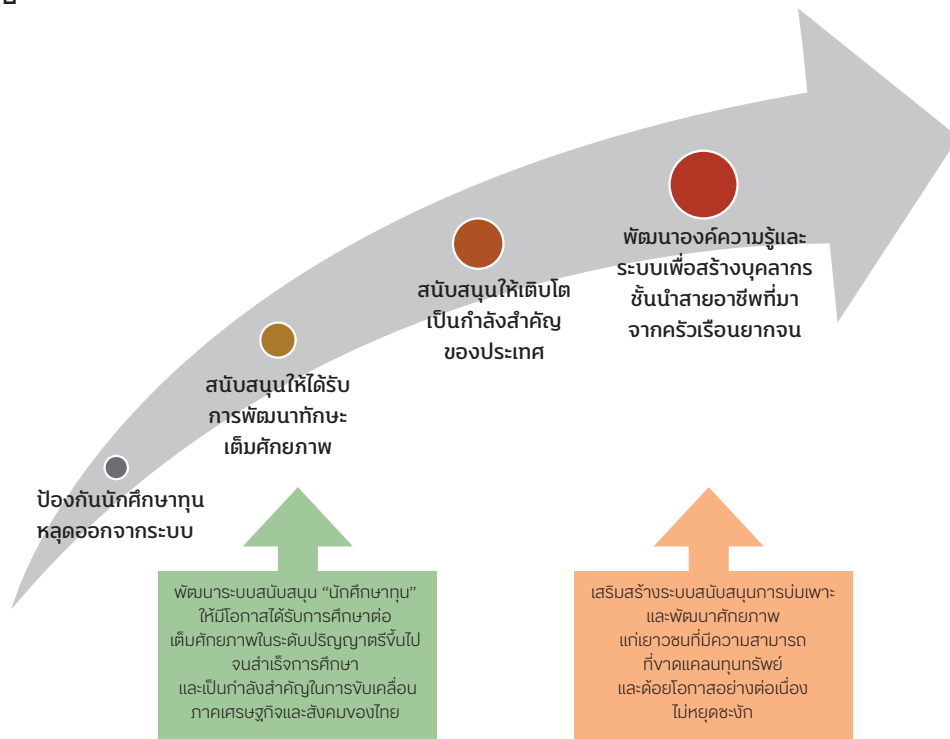 ป้องกันนักศึกษาทุน
หลุดออกจากระบบ
สนับสนุนให้ได้รับ
การพัฒนาทักษะ
เต็มศักยภาพ
สนับสนุนให้เติบโต
เป็นกำลังสำคัญ
ของประเทศ
พัฒนาองค์ความรู้และ
ระบบเพื่อสร้างบุคลากร
ชั้นนำสายอาชีพที่มา
จากครัวเรือนยากจน
พัฒนาระบบสนับสนุน “นักศึกษาทุน”
ให้มีโอกาสได้รับการศึกษาต่อ
เต็มศักยภาพในระดับปริญญาตรีขึ้นไป
จนสำเร็จการศึกษา
และเป็นกำลังสำคัญในการขับเคลื่อน
ภาคเศรษฐกิจและสังคมของไทย
เสริมสร้างระบบสนับสนุนการบ่มเพาะ
และพัฒนาศักยภาพ
แก่เยาวชนที่มีความสามารถ
ที่ขาดแคลนทุนทรัพย์
และด้อยโอกาสอย่างต่อเนื่อง
ไม่หยุดชะงัก